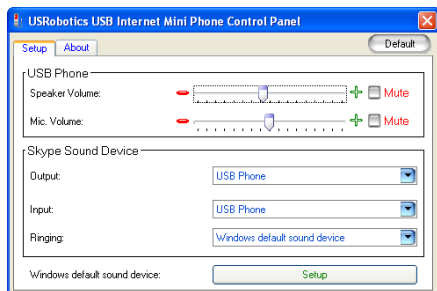 USRobotics USB Internet Mini Phone Control Panel
Setup About Default
USB Phone
Speaker Volume: Mute
Mic. Volume: Mute
Skype Sound Device
Output: USB Phone
Input: USB Phone
Ringing: Windows default sound device
Windows default sound device: Setup